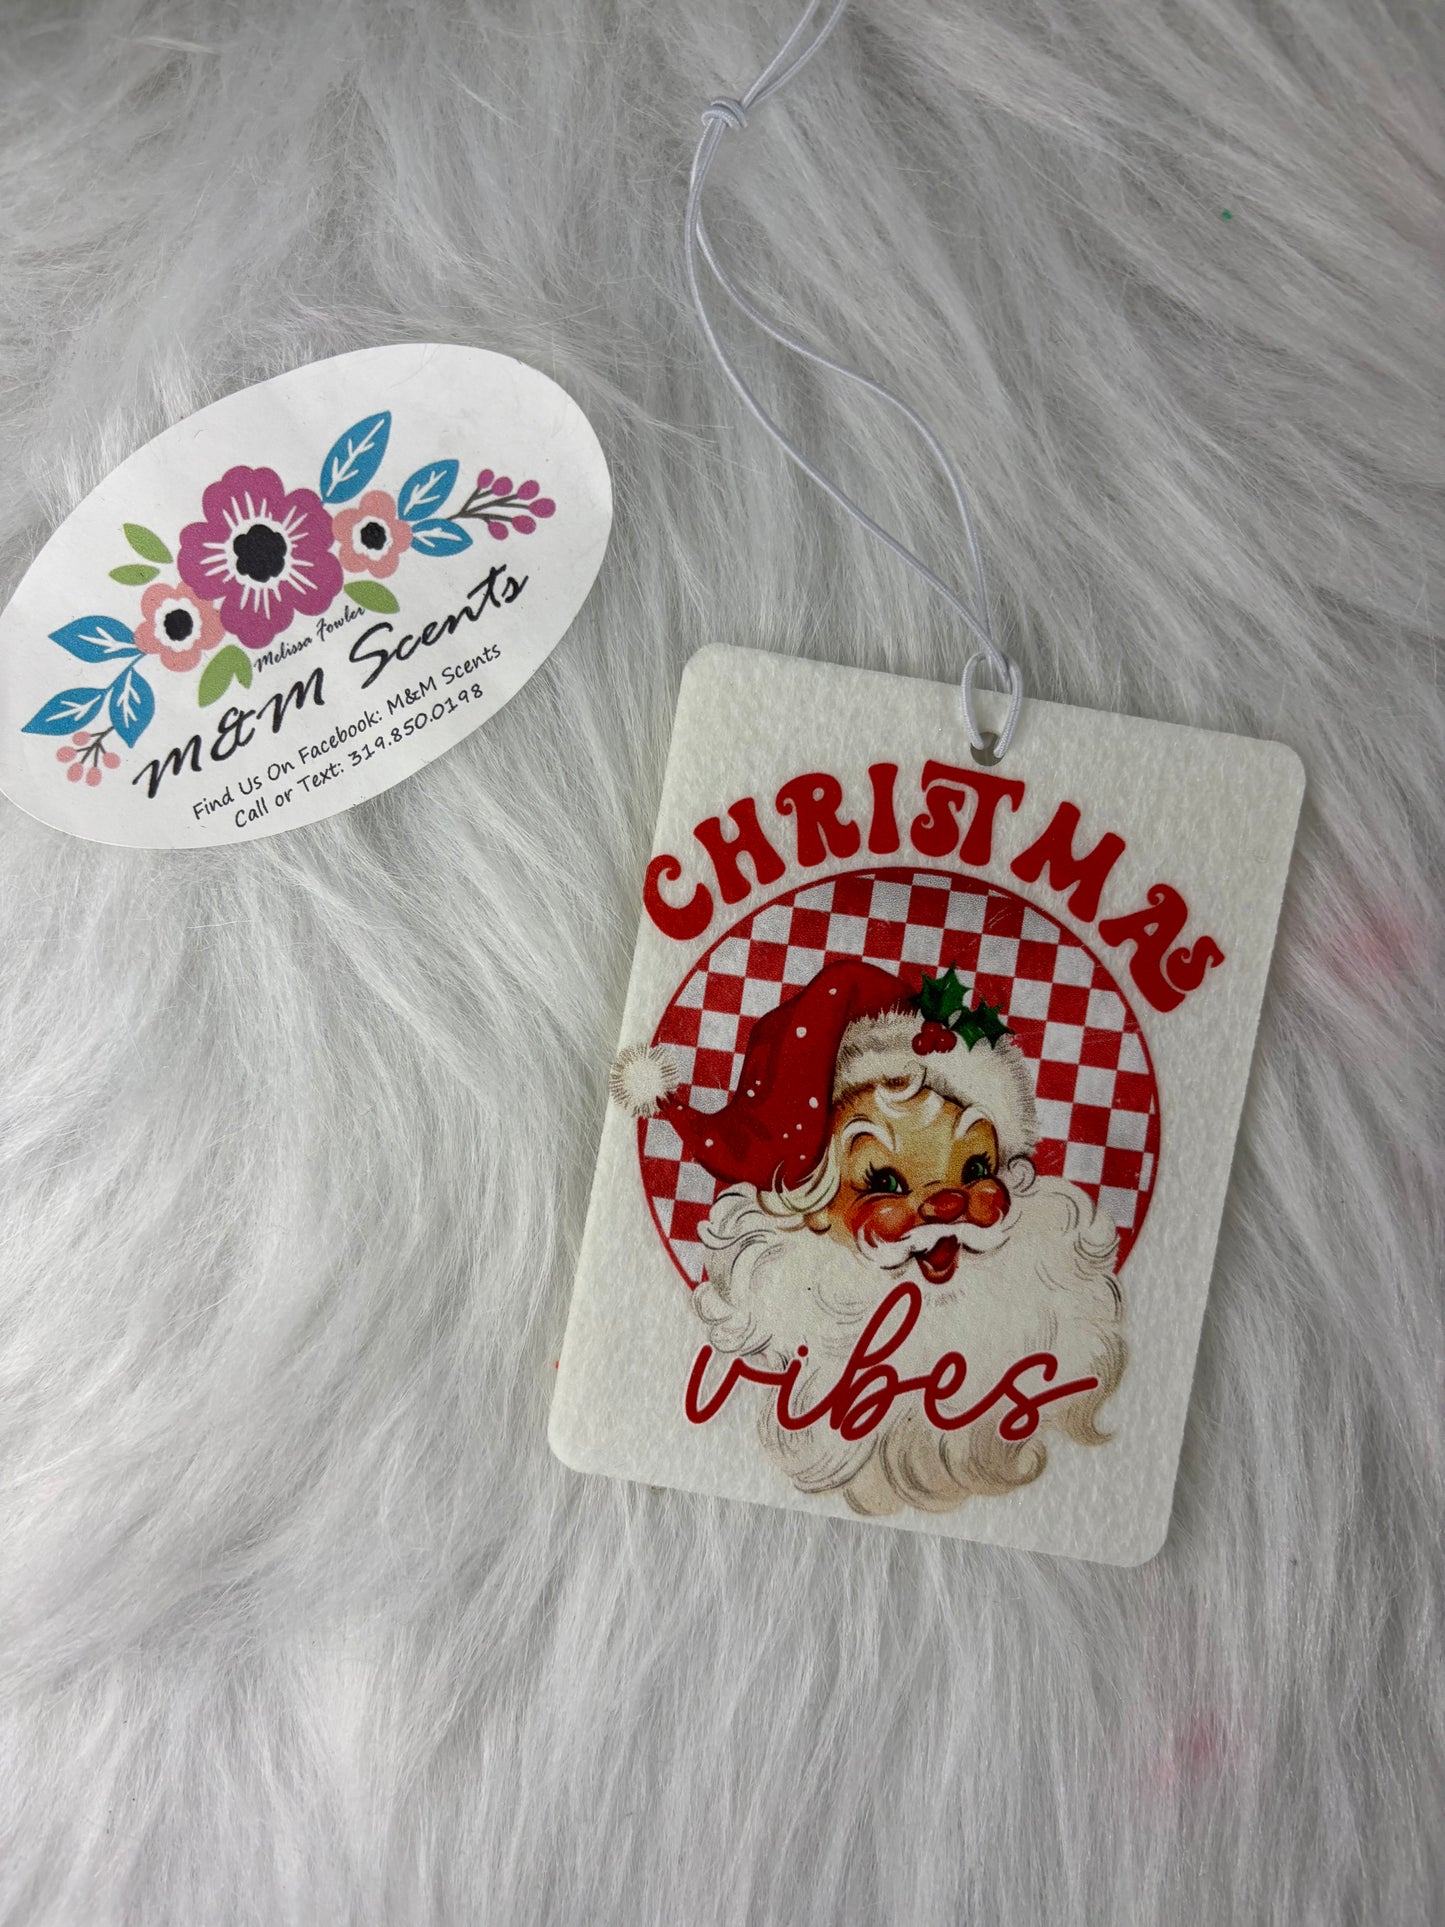 Melissa Fowler
M&M Scents
Find Us On Facebook: M&M Scents
Call or Text: 319.850.0198
CHRISTMAS
vibes